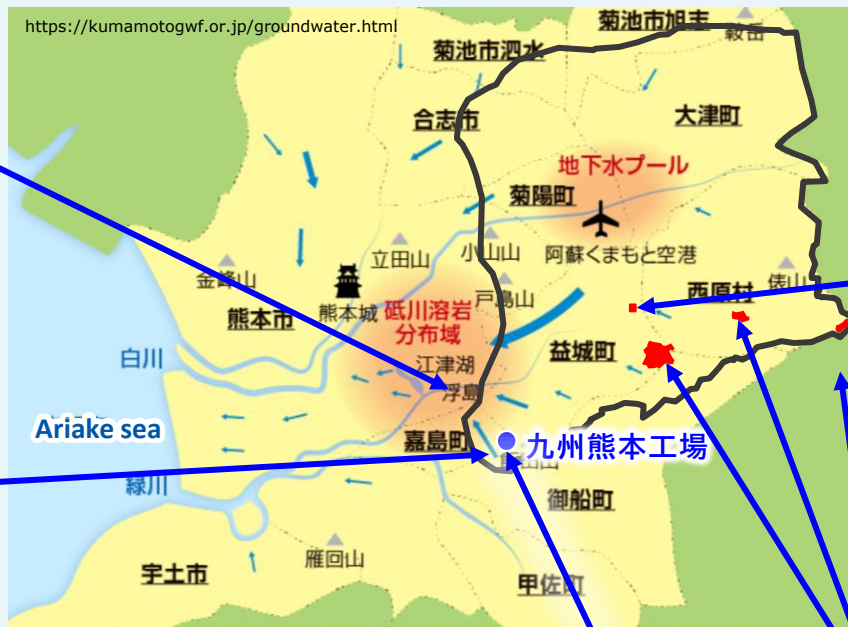 https://kumamotogwf.or.jp/groundwater.html
菊池市旭志
鞍岳
菊池市泗水
合志市
大津町
地下水プール
菊陽町
阿蘇くまもと空港
小山山
立田山
金峰山
熊本城
戸島山
西原村
俵山
熊本市
砥川溶岩
分布域
益城町
江津湖
浮島
白川
Ariake sea
嘉島町
九州熊本工場
緑川
御船町
雁回山
宇土市
甲佐町